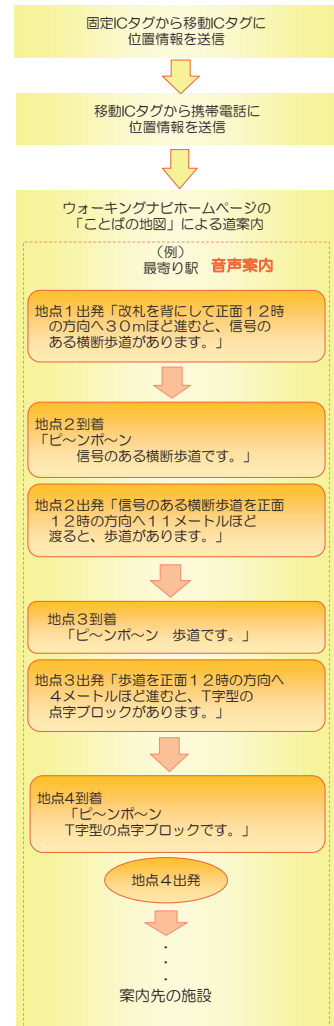 固定ICタグから移動ICタグに
位置情報を送信
移動ICタグから携帯電話に
位置情報を送信
ウォーキングナビホームページの
「ことばの地図」による道案内
（例）
最寄り駅 音声案内
地点１出発「改札を背にして正面１２時
の方向へ３０ｍほど進むと、信号の
ある横断歩道があります。」
地点２到着
「ピ～ンポ～ン
信号のある横断歩道です。」
地点２出発「信号のある横断歩道を正面
１２時の方向へ１１メートルほど
渡ると、歩道があります。」
地点３到着
「ピ～ンポ～ン　歩道です。」
地点３出発「歩道を正面１２時の方向へ
４メートルほど進むと、T字型の
点字ブロックがあります。」
地点4到着
「ピ～ンポ～ン
T字型の点字ブロックです。」
地点４出発
・
・
・
案内先の施設